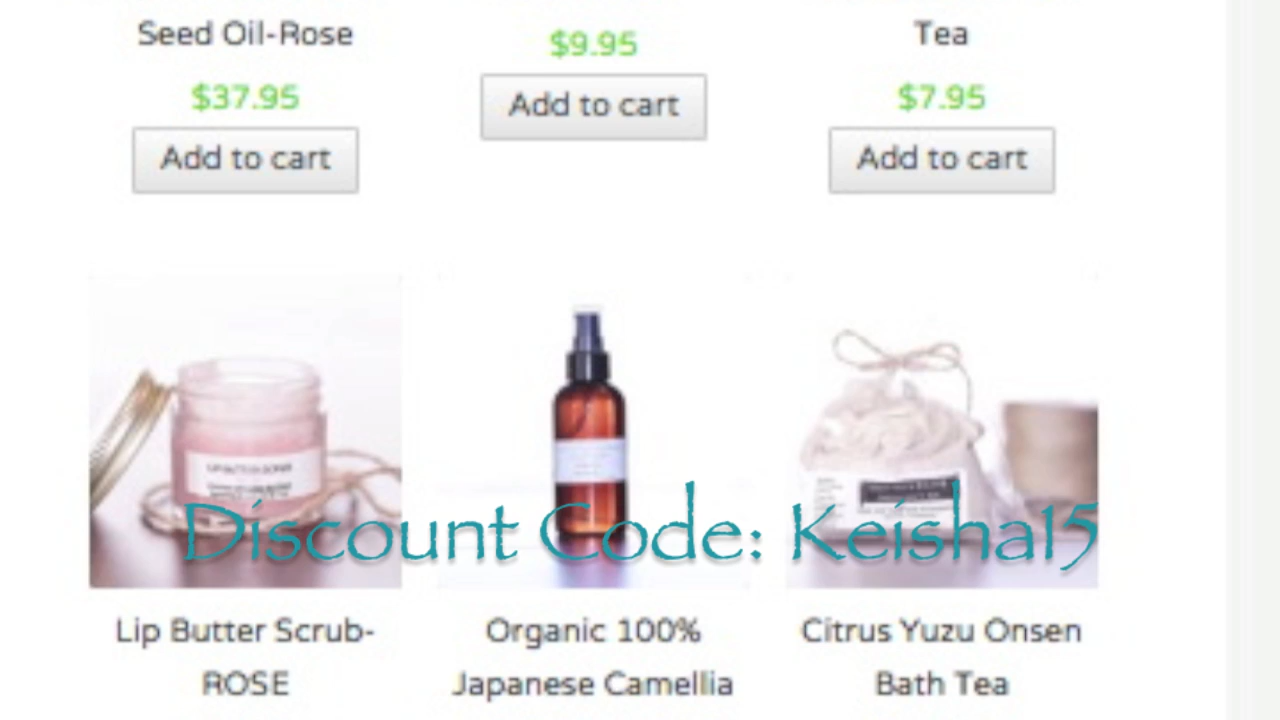 Seed Oil-Rose
$37.95
Add to cart
$9.95
Add to cart
Tea
$7.95
Add to cart
Discount Code: Keisha15
Lip Butter Scrub-
ROSE
Organic 100%
Japanese Camellia
Citrus Yuzu Onsen
Bath Tea